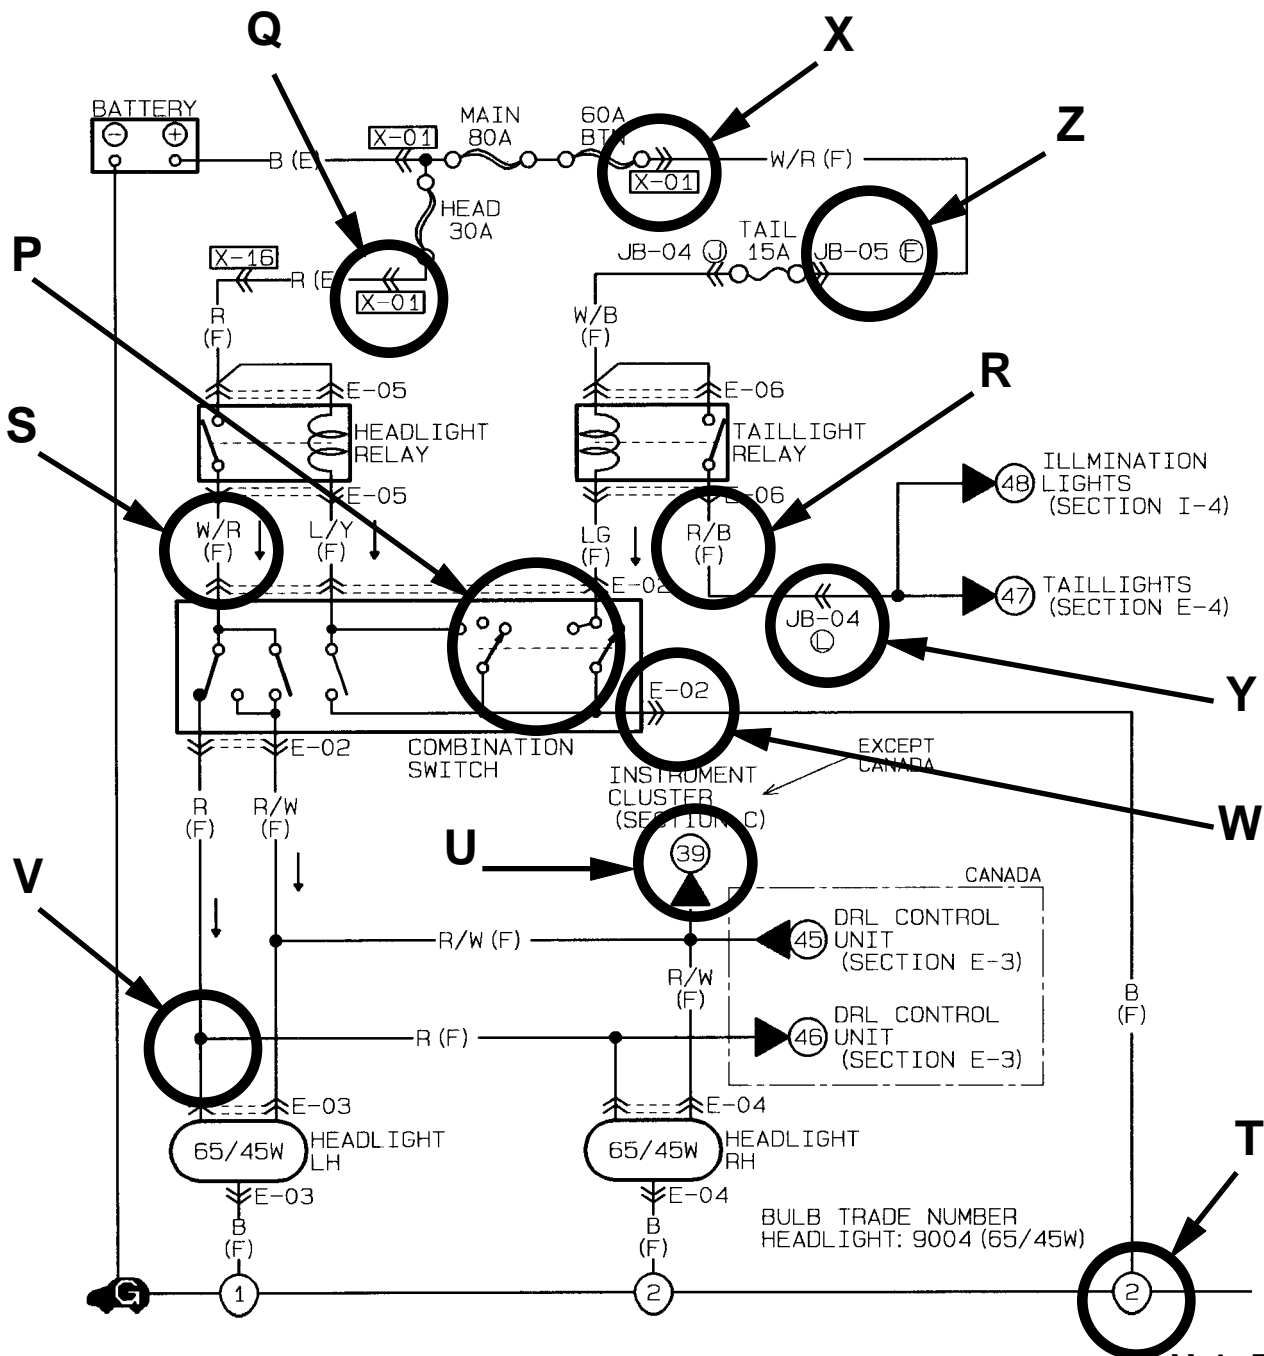 Q
X
Z
BATTERY
MAIN
80A
60A
BTN
X-01
B (E)
W/R (F)
X-01
HEAD
30A
TAIL
15A
JB-04 J
JB-05 F
P
X-16
R (E
X-01
R
(F)
W/B
(F)
R
E-05
E-06
S
HEADLIGHT
RELAY
TAILLIGHT
RELAY
ILLMINATION
LIGHTS
(SECTION I-4)
48
E-05
E-06
W/R
(F)
L/Y
(F)
LG
(F)
R/B
(F)
E-02
47
TAILLIGHTS
(SECTION E-4)
JB-04
L
Y
E-02
E-02
COMBINATION
SWITCH
EXCEPT
CANADA
INSTRUMENT
CLUSTER
(SECTION C)
R
(F)
R/W
(F)
W
U
39
V
CANADA
R/W (F)
45
DRL CONTROL
UNIT
(SECTION E-3)
R/W
(F)
B
(F)
R (F)
46
DRL CONTROL
UNIT
(SECTION E-3)
E-03
E-04
65/45W
HEADLIGHT
LH
65/45W
HEADLIGHT
RH
T
E-03
E-04
B
(F)
B
(F)
BULB TRADE NUMBER
HEADLIGHT: 9004 (65/45W)
G
1
2
2